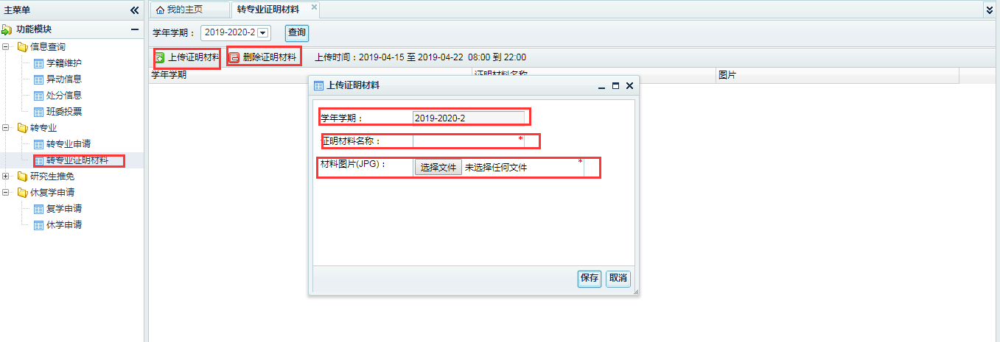 主菜单
功能模块
信息查询
学籍维护
异动信息
处分信息
班委投票
转专业
转专业申请
转专业证明材料
研究生推免
休复学申请
复学申请
休学申请
我的主页 转专业证明材料
学年学期： 2019-2020-2 查询
上传证明材料 删除证明材料 上传时间：2019-04-15 至 2019-04-22 08:00 到 22:00
学年学期 证明材料名称 图片
上传证明材料
学年学期： 2019-2020-2
证明材料名称： *
材料图片(JPG)： 选择文件 未选择任何文件 *
保存 取消